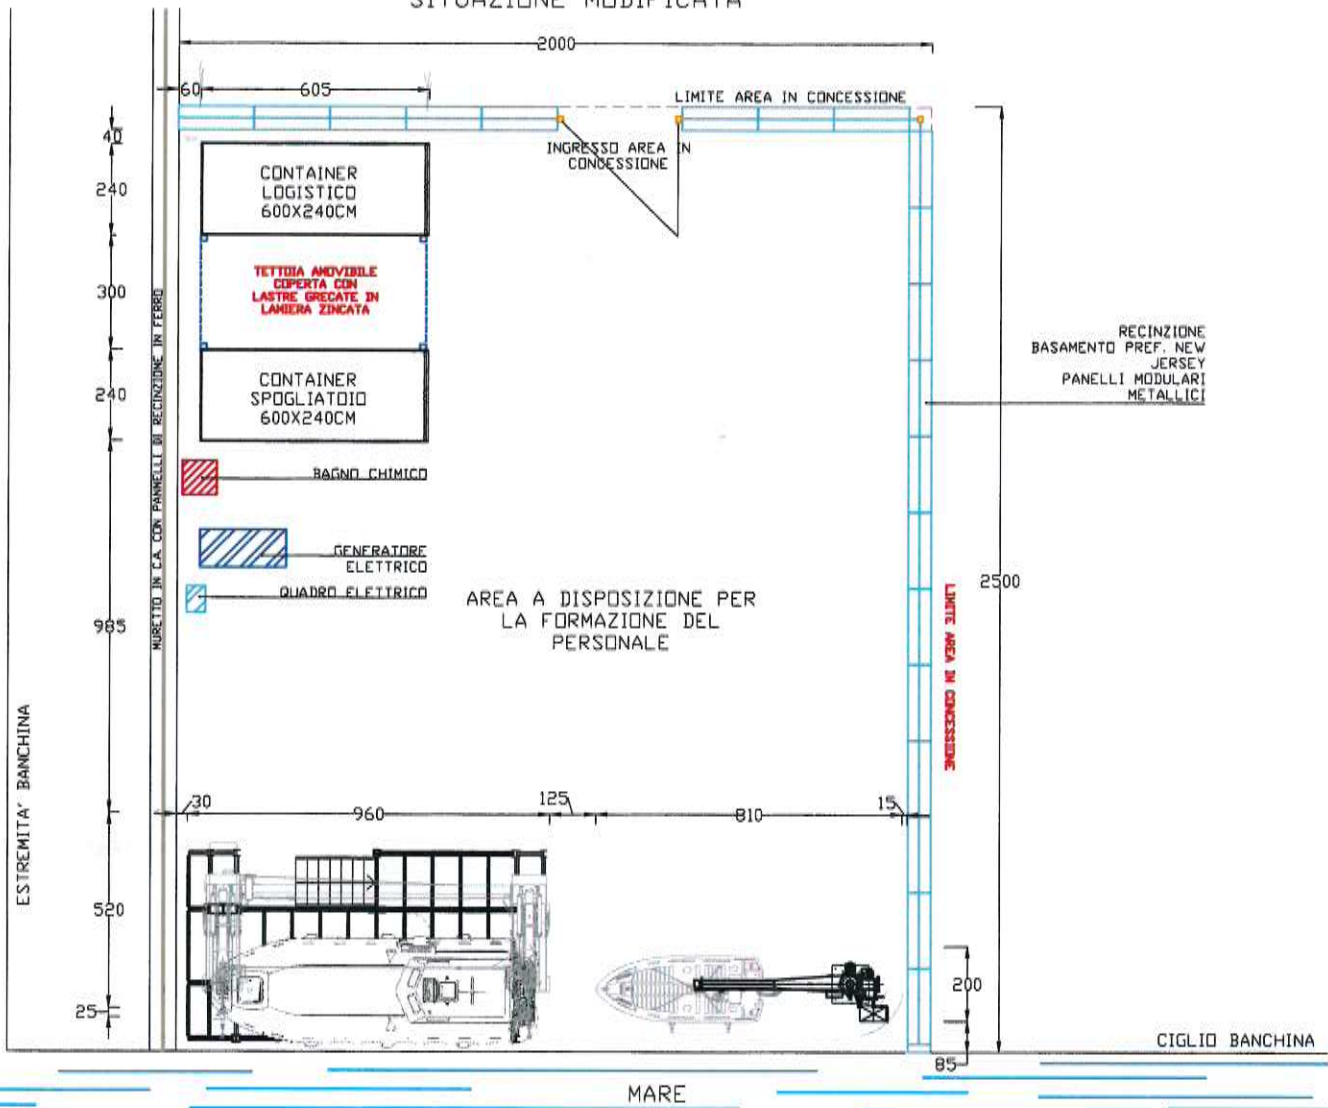 SITUAZIONE MODIFICATA
2000
60
605
LIMITE AREA IN CONCESSIONE
40
INGRESSO AREA IN
CONCESSIONE
240
CONTAINER
LOGISTICO
600X240CM
300
TETTOIA AMOVIBILE
COPERTA CON
LASTRE GRECATE IN
LAMIERA ZINCATA
240
CONTAINER
SPOGLIATOIO
600X240CM
MURETTO IN C.A. CON PANNELLI DI RECINZIONE IN FERRO
RECINZIONE
BASAMENTO PREF. NEW
JERSEY
PANELLI MODULARI
METALLICI
BAGNO CHIMICO
GENERATORE
ELETTRICO
QUADRO ELETTRICO
2500
985
AREA A DISPOSIZIONE PER
LA FORMAZIONE DEL
PERSONALE
LIMITE AREA IN CONCESSIONE
ESTREMITA' BANCHINA
30
960
125
810
15
520
200
25
85
CIGLIO BANCHINA
MARE